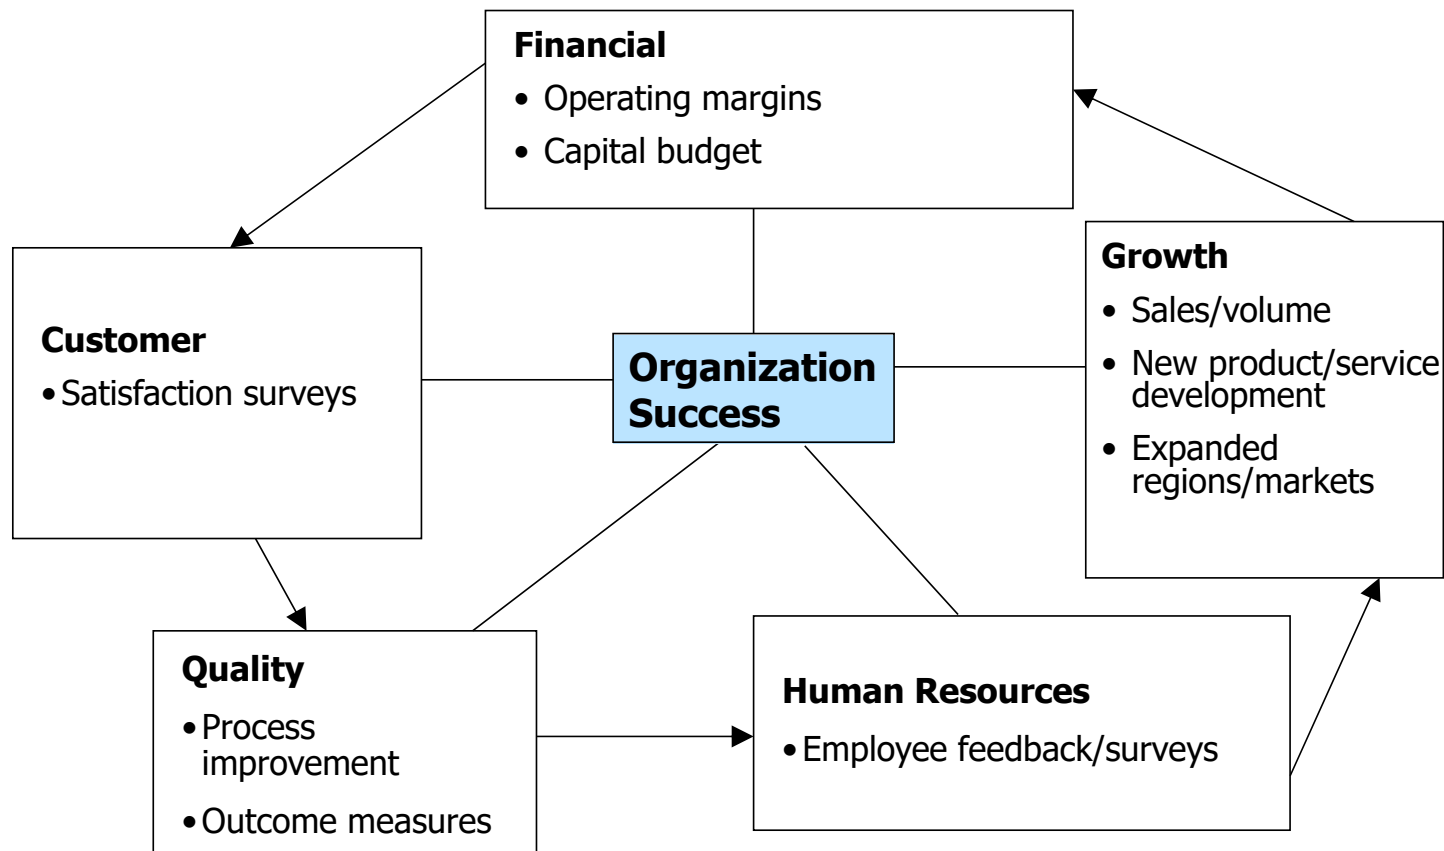 Financial
• Operating margins
• Capital budget
Customer
• Satisfaction surveys
Organization
Success
Growth
• Sales/volume
• New product/service
development
• Expanded
regions/markets
Quality
• Process
improvement
• Outcome measures
Human Resources
• Employee feedback/surveys